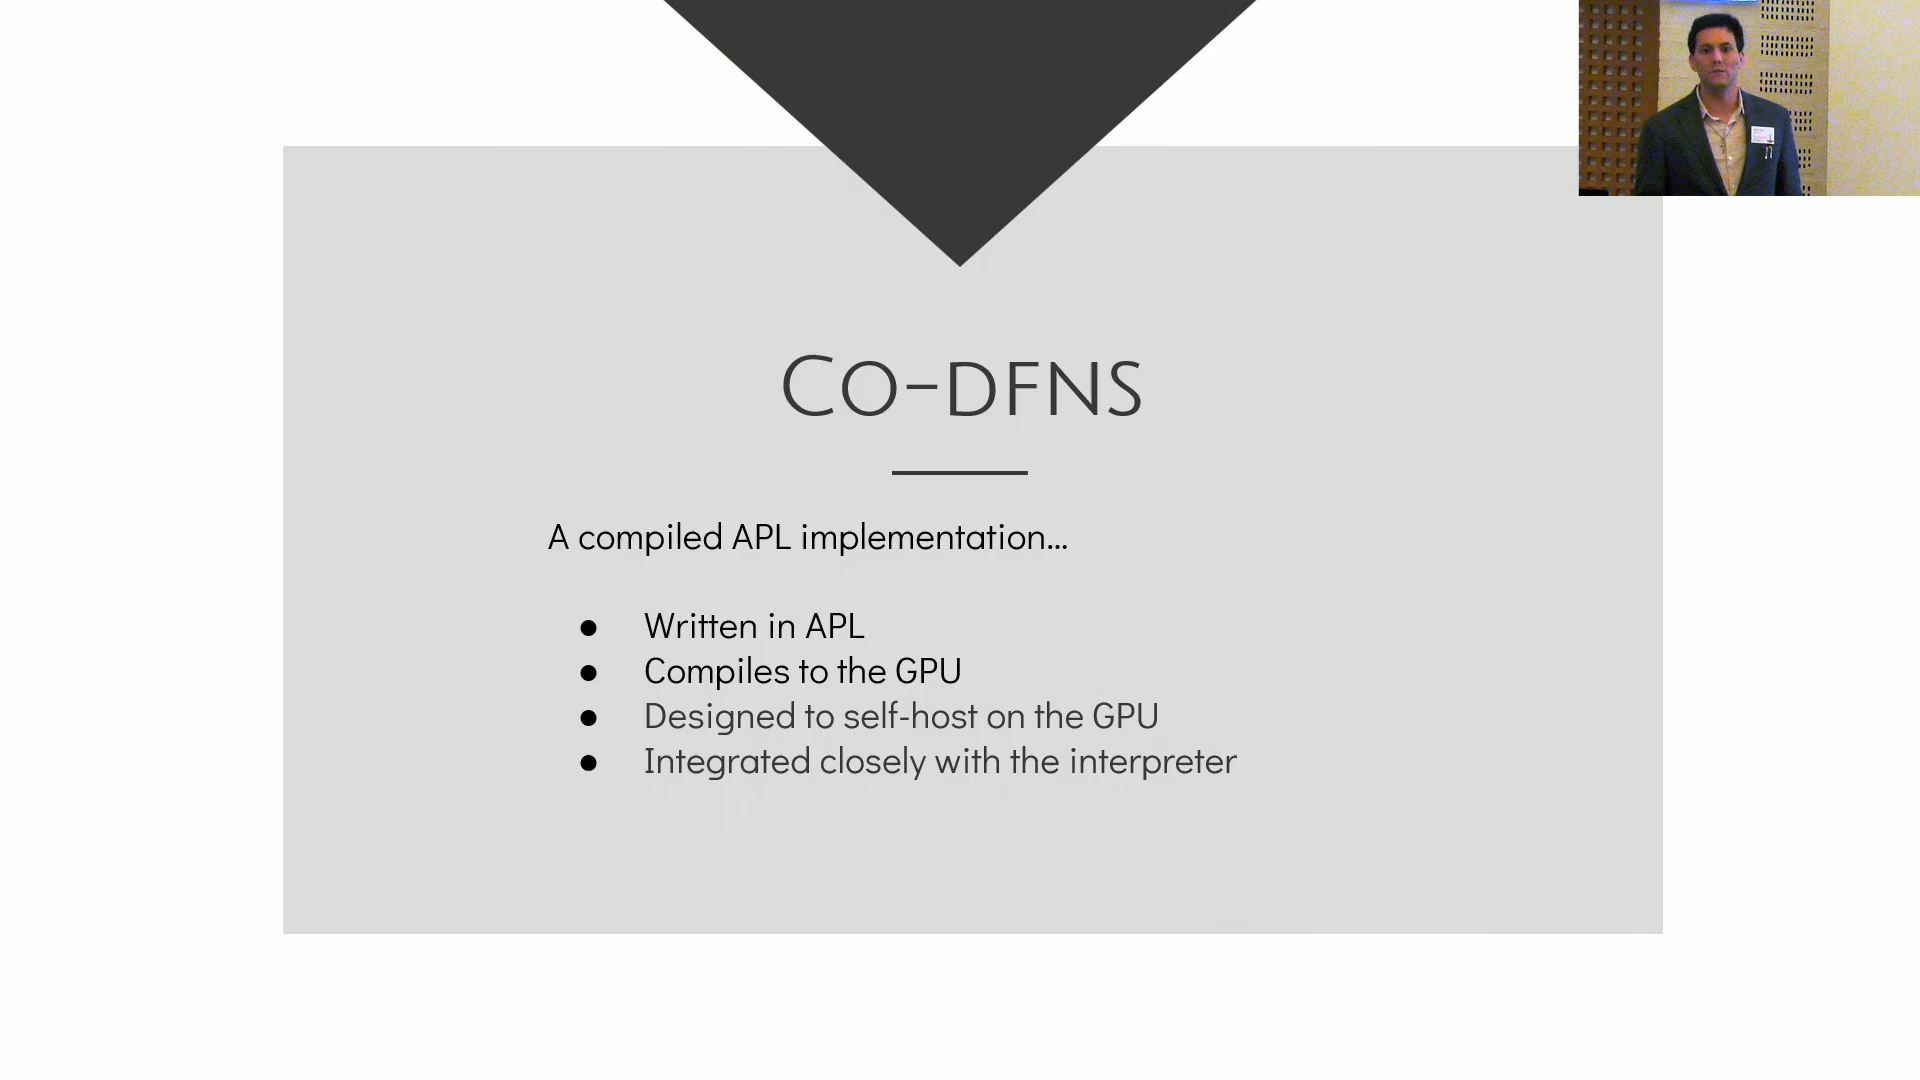 Co-dfns
A compiled APL implementation...
● Written in APL
● Compiles to the GPU
● Designed to self-host on the GPU
● Integrated closely with the interpreter